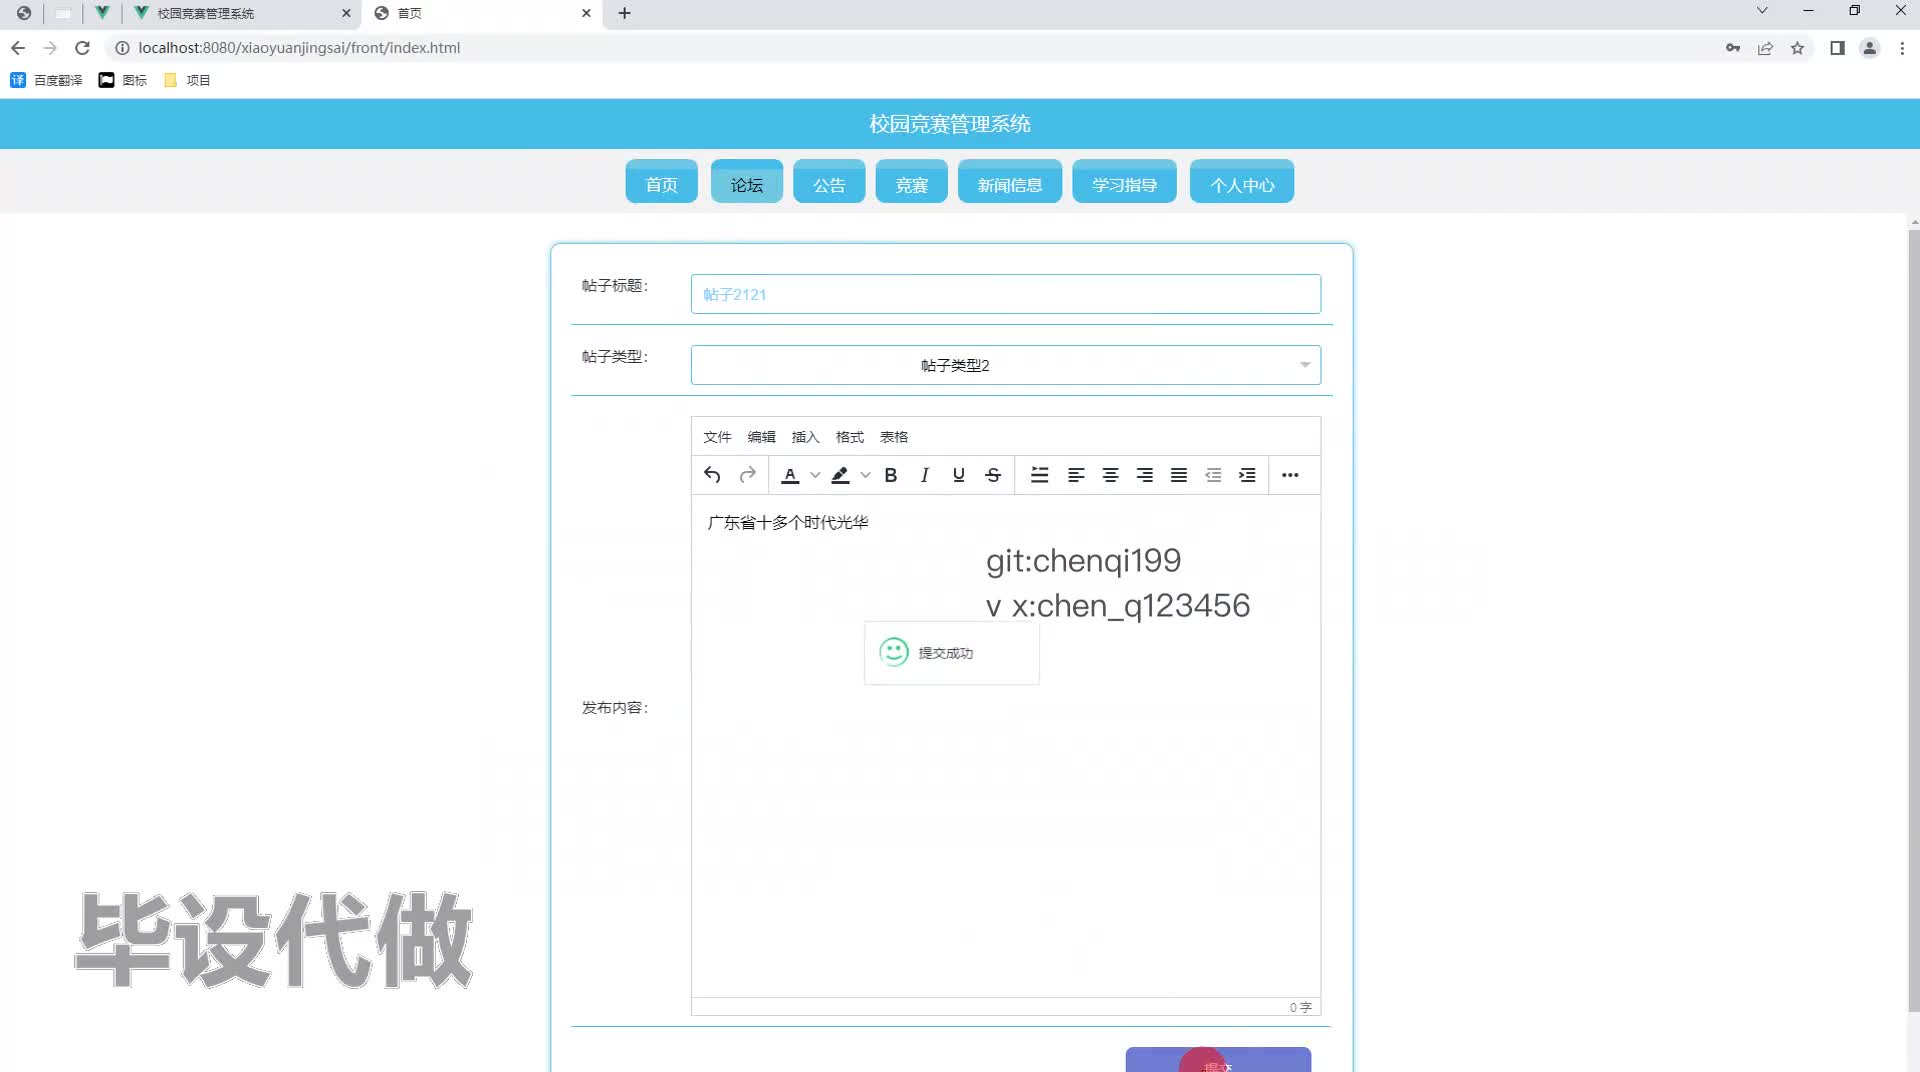 校园竞赛管理系统
首页
localhost:8080/xiaoyuanjingsai/front/index.html
百度翻译 图标 项目
校园竞赛管理系统
首页 论坛 公告 竞赛 新闻信息 学习指导 个人中心
帖子标题：
帖子2121
帖子类型：
帖子类型2
文件 编辑 插入 格式 表格
广东省十多个时代光华
git:chenqi199
v x:chen_q123456
提交成功
发布内容：
毕设代做
0 字
提交